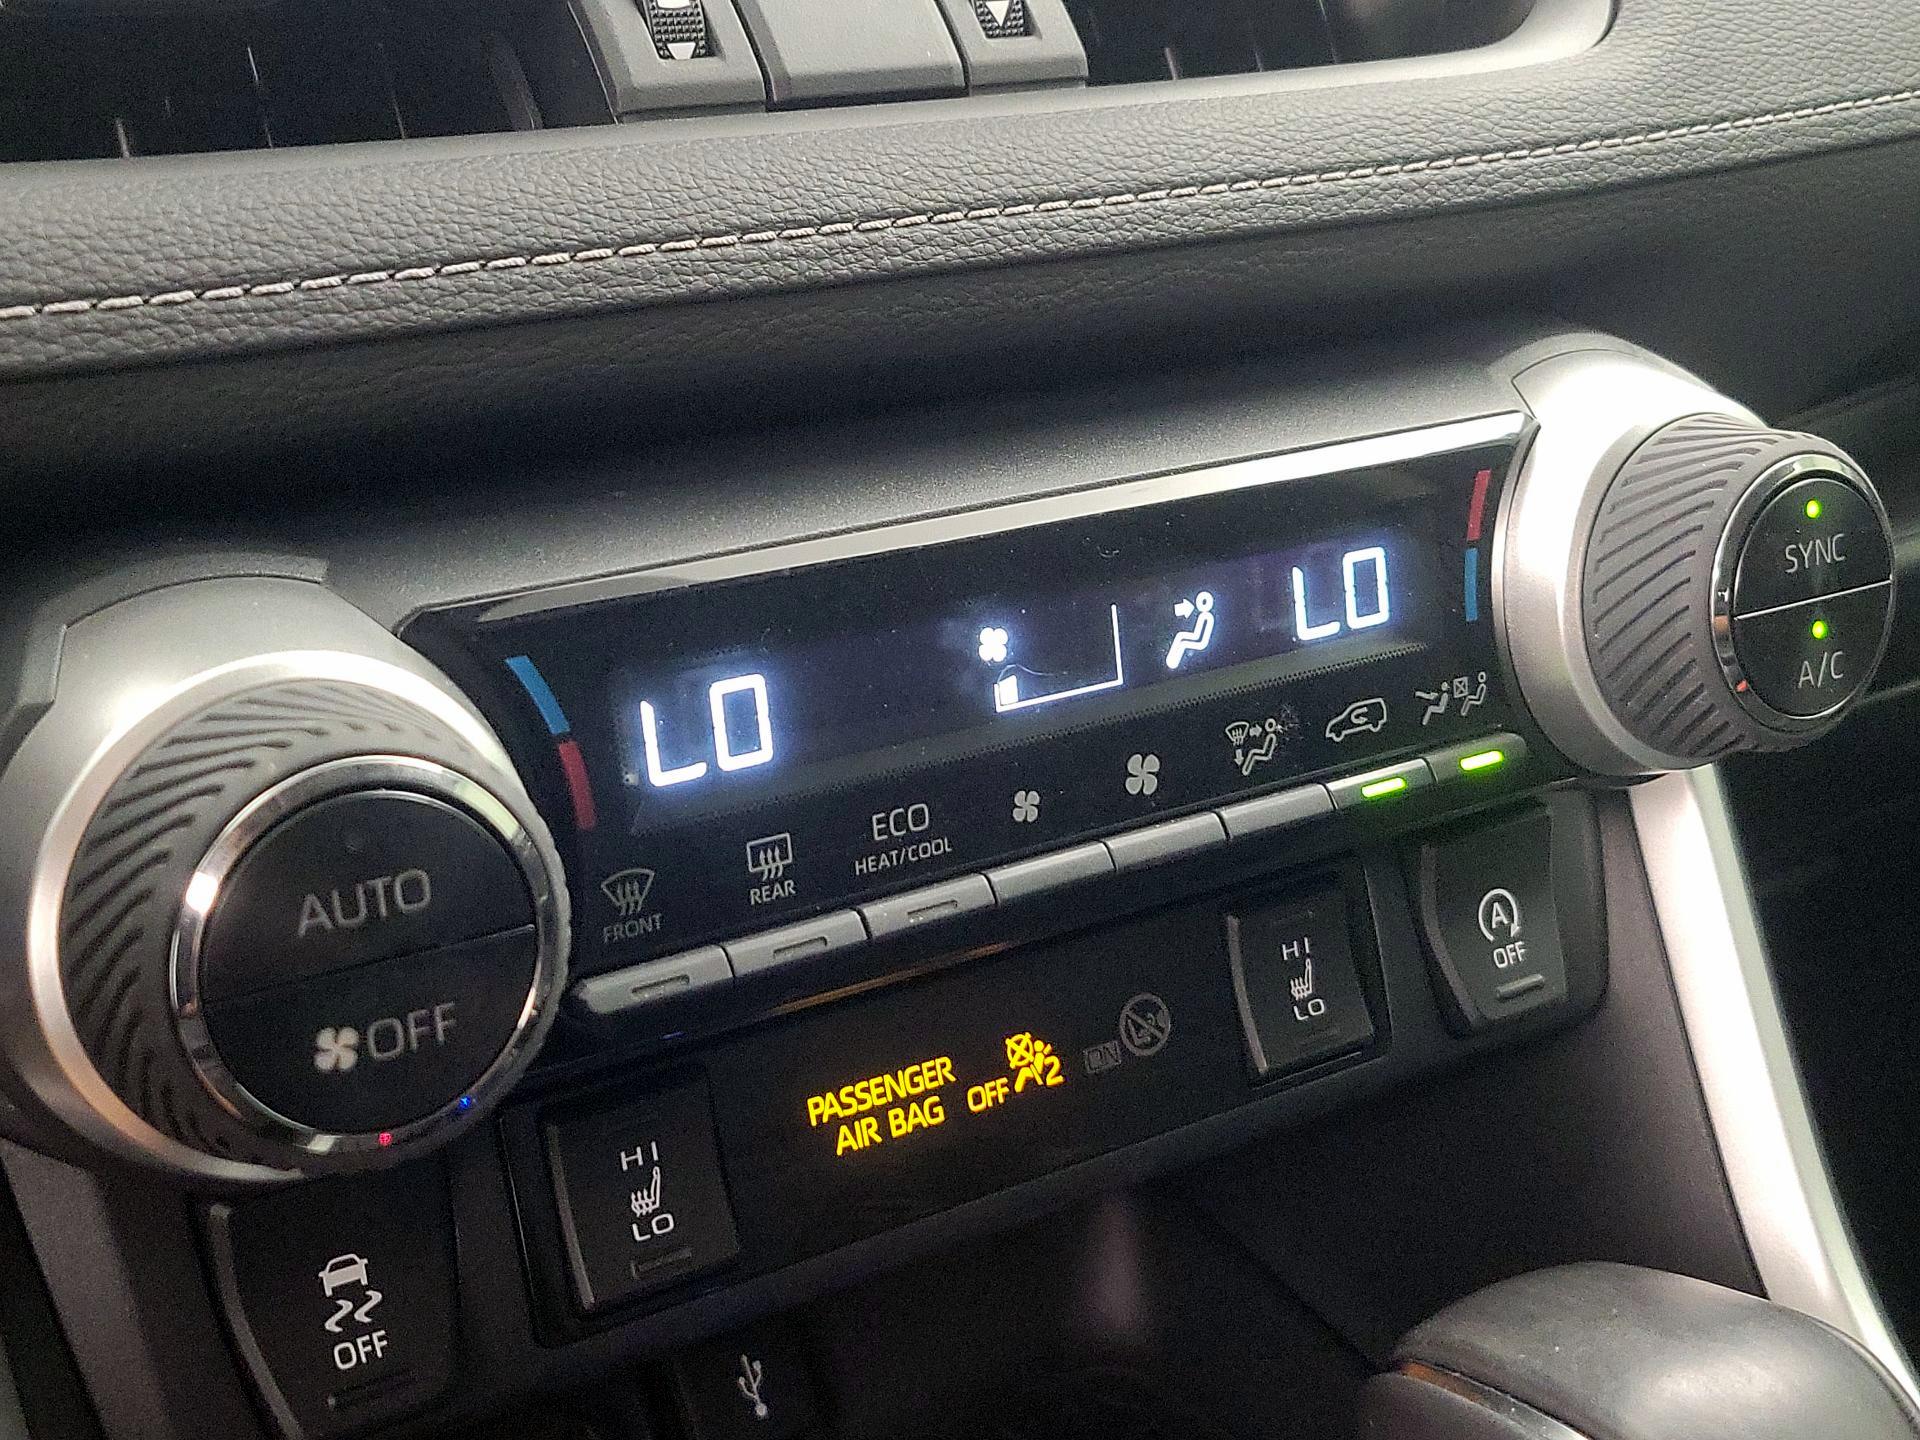 LO
LO
SYNC
A/C
AUTO
OFF
FRONT
REAR
ECO
HEAT/COOL
PASSENGER
AIR BAG
OFF
2
ON
HI
LO
HI
LO
A
OFF
OFF